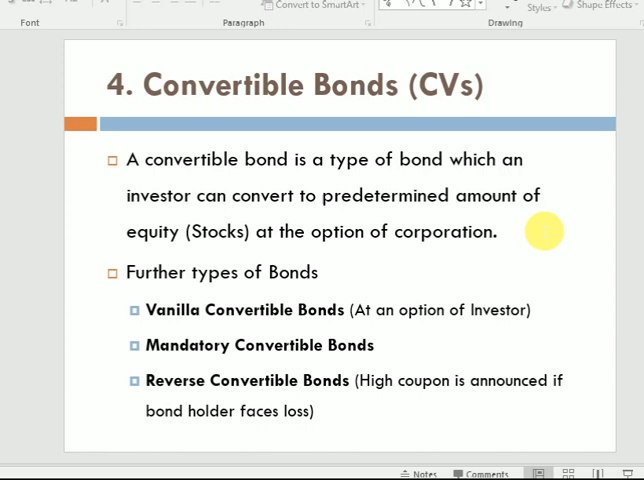 Convert to SmartArt
Styles
Shape Effects
Font
Paragraph
Drawing
4. Convertible Bonds (CVs)
A convertible bond is a type of bond which an
investor can convert to predetermined amount of
equity (Stocks) at the option of corporation.
Further types of Bonds
Vanilla Convertible Bonds (At an option of Investor)
Mandatory Convertible Bonds
Reverse Convertible Bonds (High coupon is announced if
bond holder faces loss)
Notes
Comments